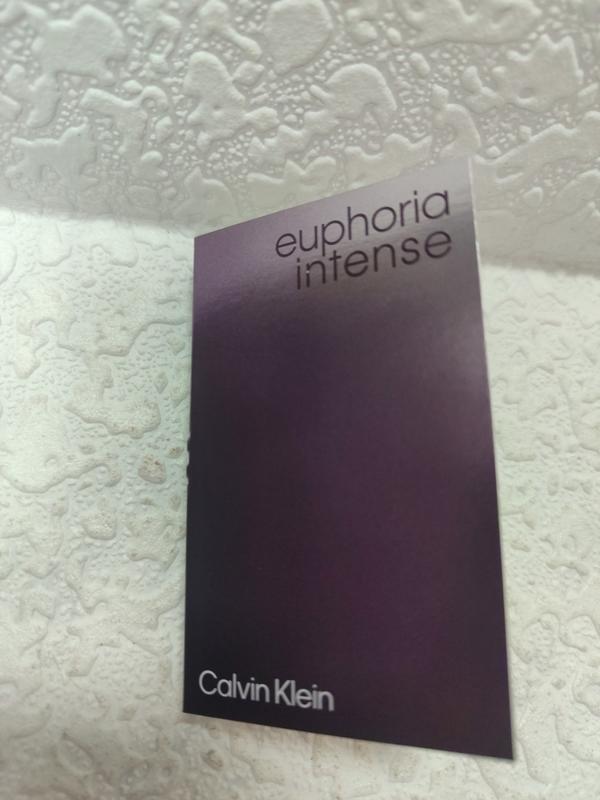 euphoria
intense
Calvin Klein